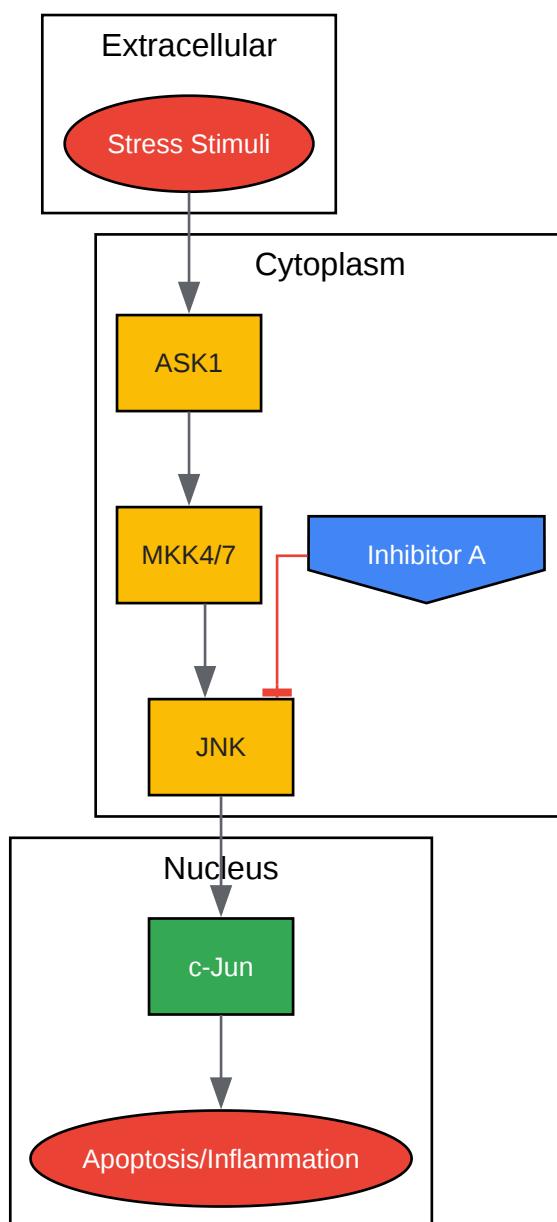 Extracellular
Stress Stimuli
Cytoplasm
ASK1
MKK4/7
Inhibitor A
JNK
Nucleus
c-Jun
Apoptosis/Inflammation